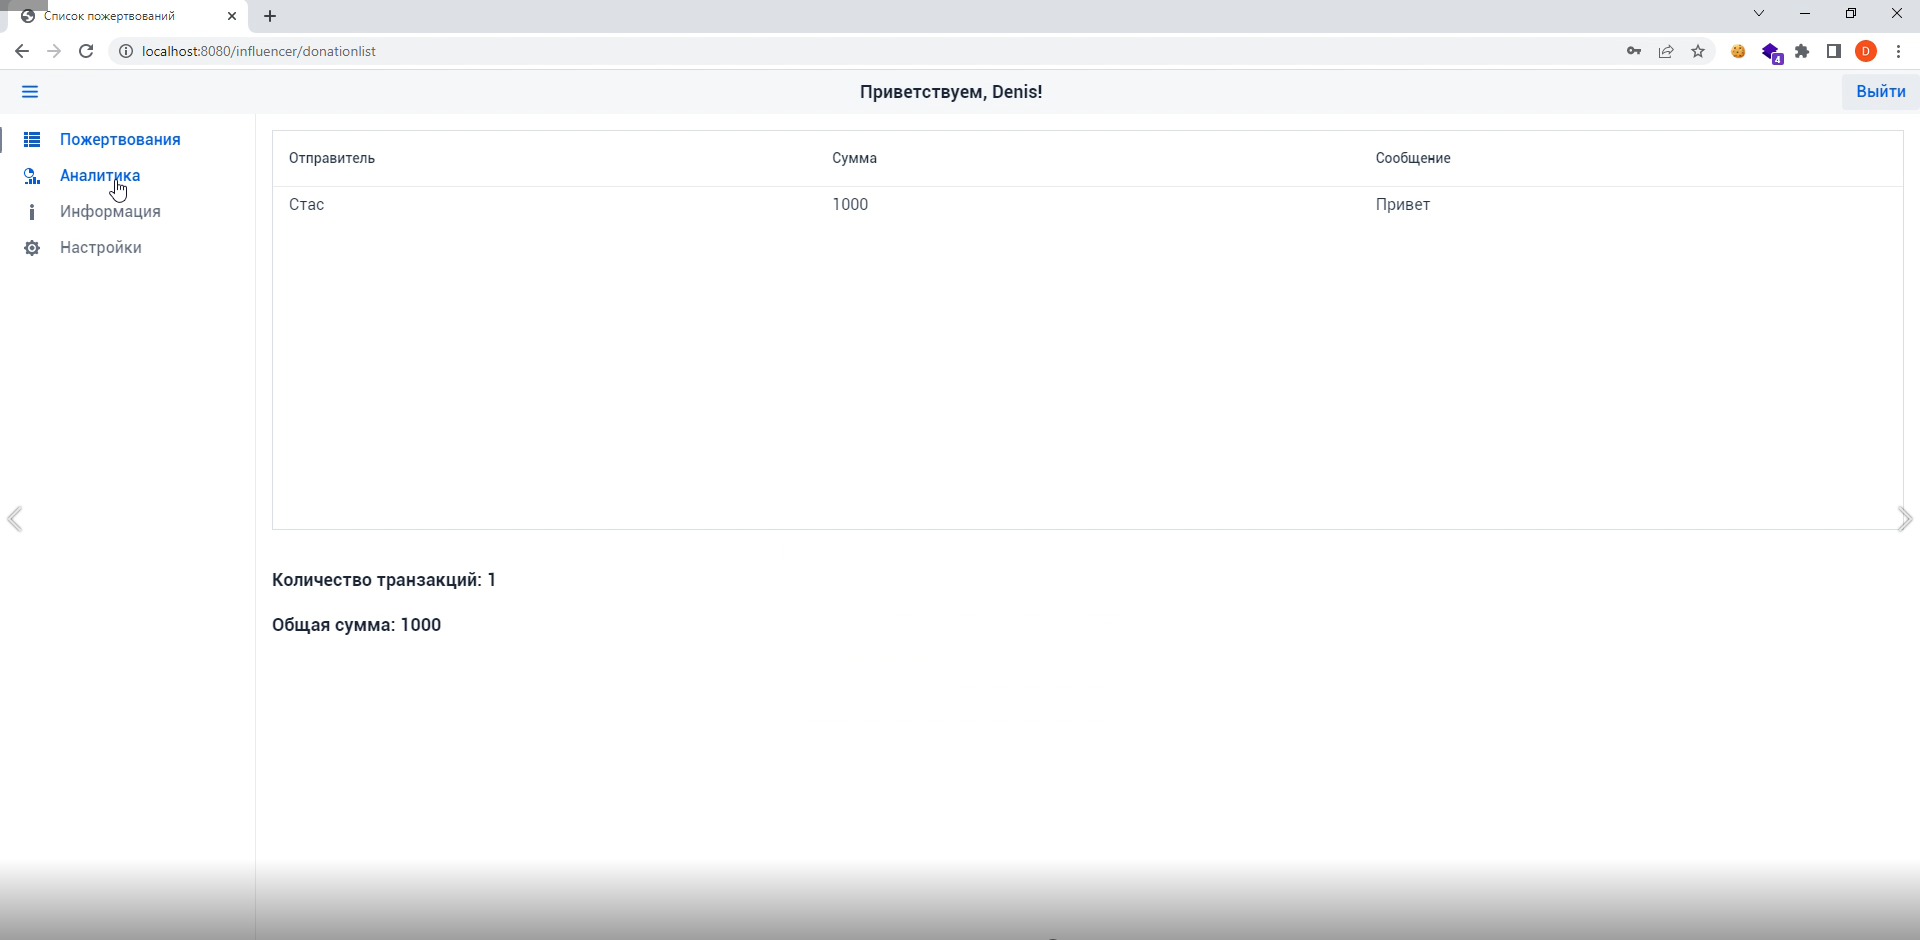 Список пожертвований
localhost:8080/influencer/donationlist
4
D
Приветствуем, Denis!
Выйти
Пожертвования
Аналитика
Информация
Настройки
Отправитель Сумма Сообщение
Стас 1000 Привет
Количество транзакций: 1
Общая сумма: 1000